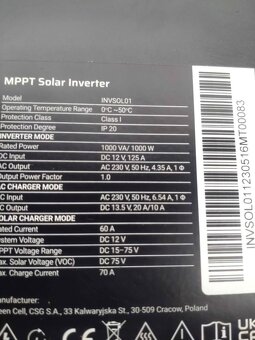 MPPT Solar Inverter
Model INVSOL01
Operating Temperature Range 0°C ~50°C
Protection Class Class I
Protection Degree IP 20
INVERTER MODE
Rated Power 1000 VA/ 1000 W
DC Input DC 12 V, 125 A
AC Output AC 230 V, 50 Hz, 4.35 A, 1 Φ
Output Power Factor 1.0
AC CHARGER MODE
AC Input AC 230 V, 50 Hz, 6.54 A, 1 Φ
DC Output DC 13.5 V, 20 A/10 A
SOLAR CHARGER MODE
Rated Current 60 A
System Voltage DC 12 V
MPPT Voltage Range DC 15~75 V
Max. Solar Voltage (VOC) DC 75 V
Max. Charge Current 70 A
Manufacturer:
een Cell, CSG S.A., 33 Kalwaryjska St., 30-509 Cracow, Poland
UK
INVSOL011230516MT00083